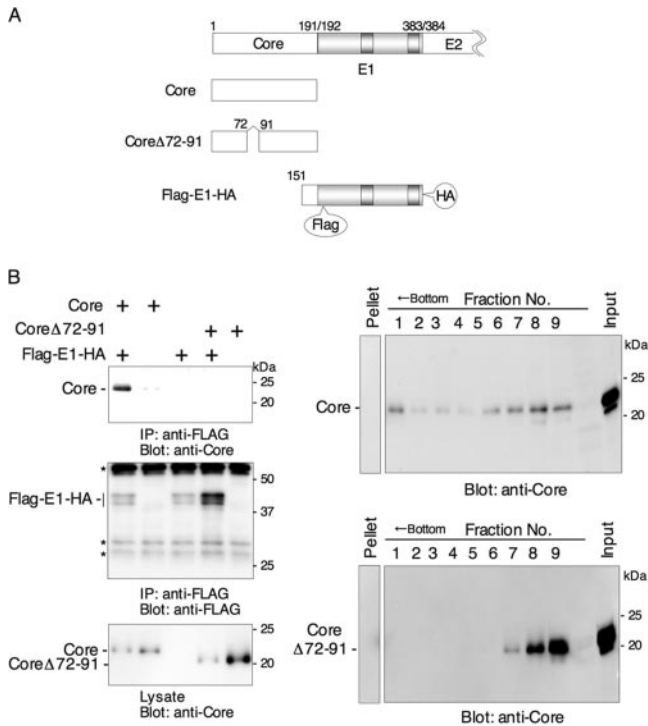 A
1 191/192 383/384
Core E2
E1
Core
72 91
CoreΔ72-91
151
Flag-E1-HA
HA
Flag
B
Core + +
CoreΔ72-91 + +
Flag-E1-HA + + +
kDa
Core - - 25
- 20
IP: anti-FLAG
Blot: anti-Core
* - 50
Flag-E1-HA -
- 37
*
*
- 25
IP: anti-FLAG
Blot: anti-FLAG
- 25
Core -
CoreΔ72-91 - - 20
Lysate
Blot: anti-Core
Pellet ←Bottom Fraction No. Input
1 2 3 4 5 6 7 8 9
kDa
- 25
Core - - 20
Blot: anti-Core
Pellet ←Bottom Fraction No. Input
1 2 3 4 5 6 7 8 9
kDa
- 25
Core
Δ72-91 - - 20
Blot: anti-Core